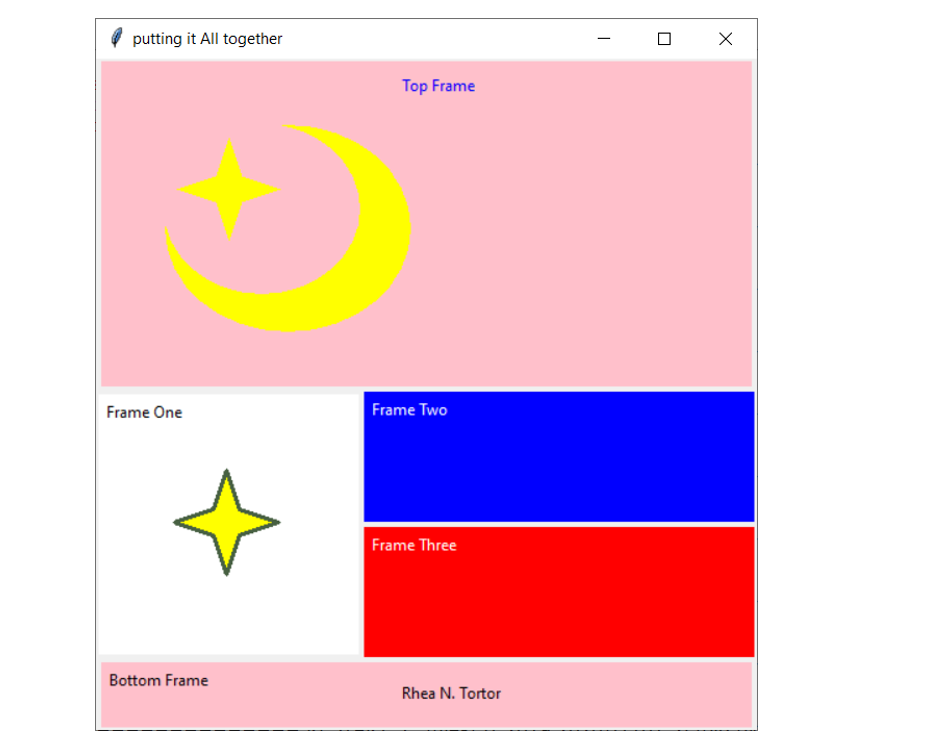 putting it All together
Top Frame
Frame One
Frame Two
Frame Three
Bottom Frame
Rhea N. Tortor